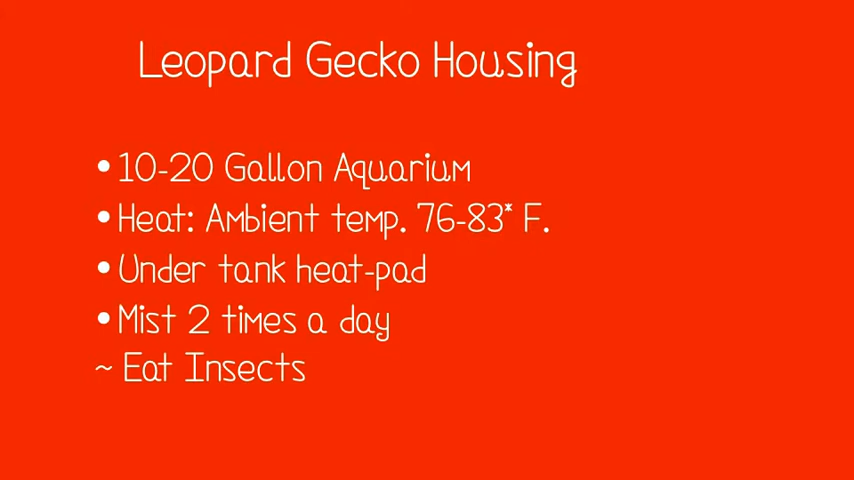 Leopard Gecko Housing
•10-20 Gallon Aquarium
•Heat: Ambient temp. 76-83* F.
•Under tank heat-pad
•Mist 2 times a day
~ Eat Insects